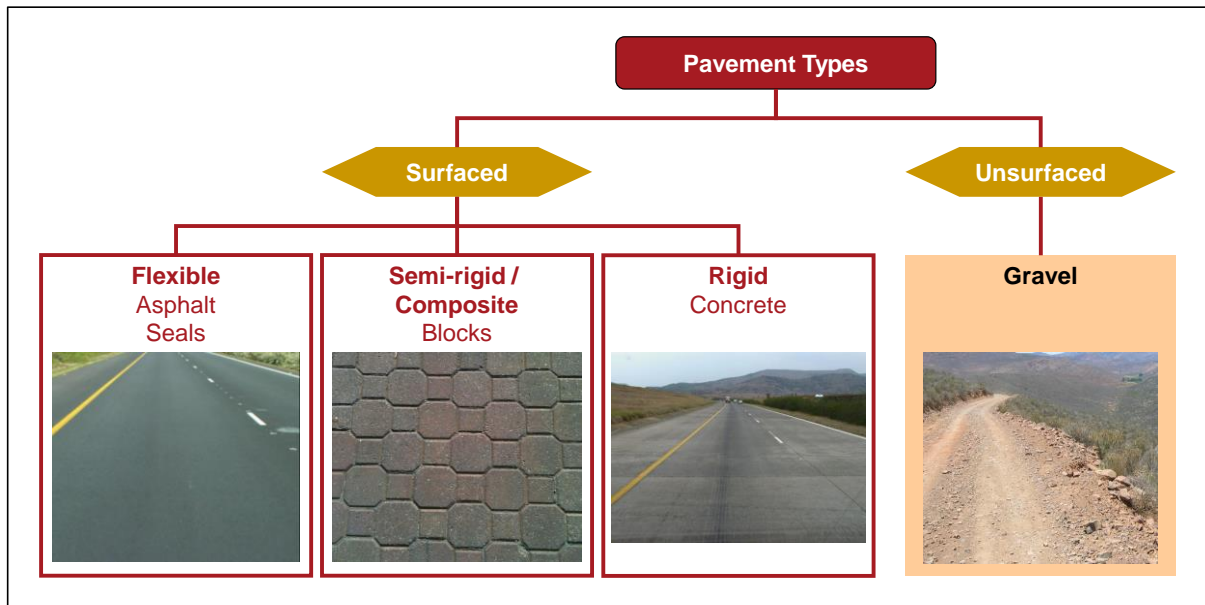 Pavement Types
Surfaced
Unsurfaced
Flexible
Asphalt
Seals
Semi-rigid /
Composite
Blocks
Rigid
Concrete
Gravel